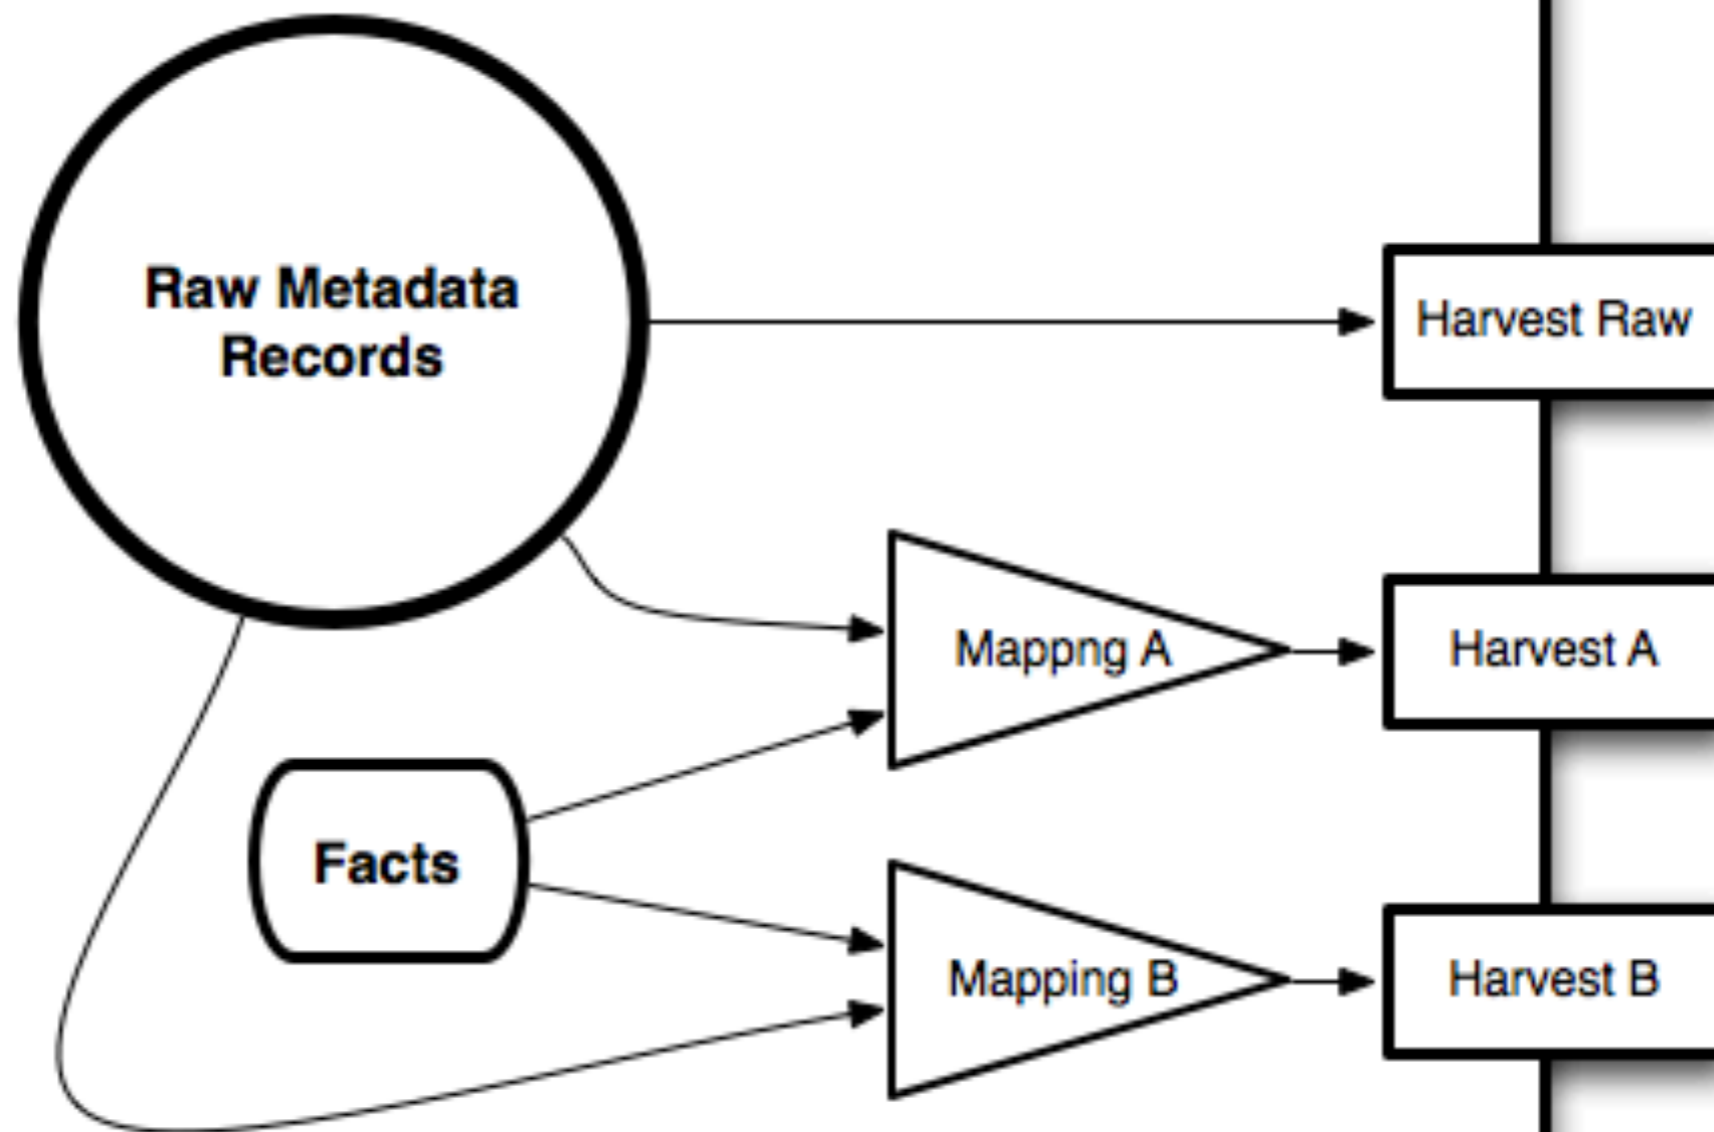 Raw Metadata
Records
Harvest Raw
Mappng A
Harvest A
Facts
Mapping B
Harvest B